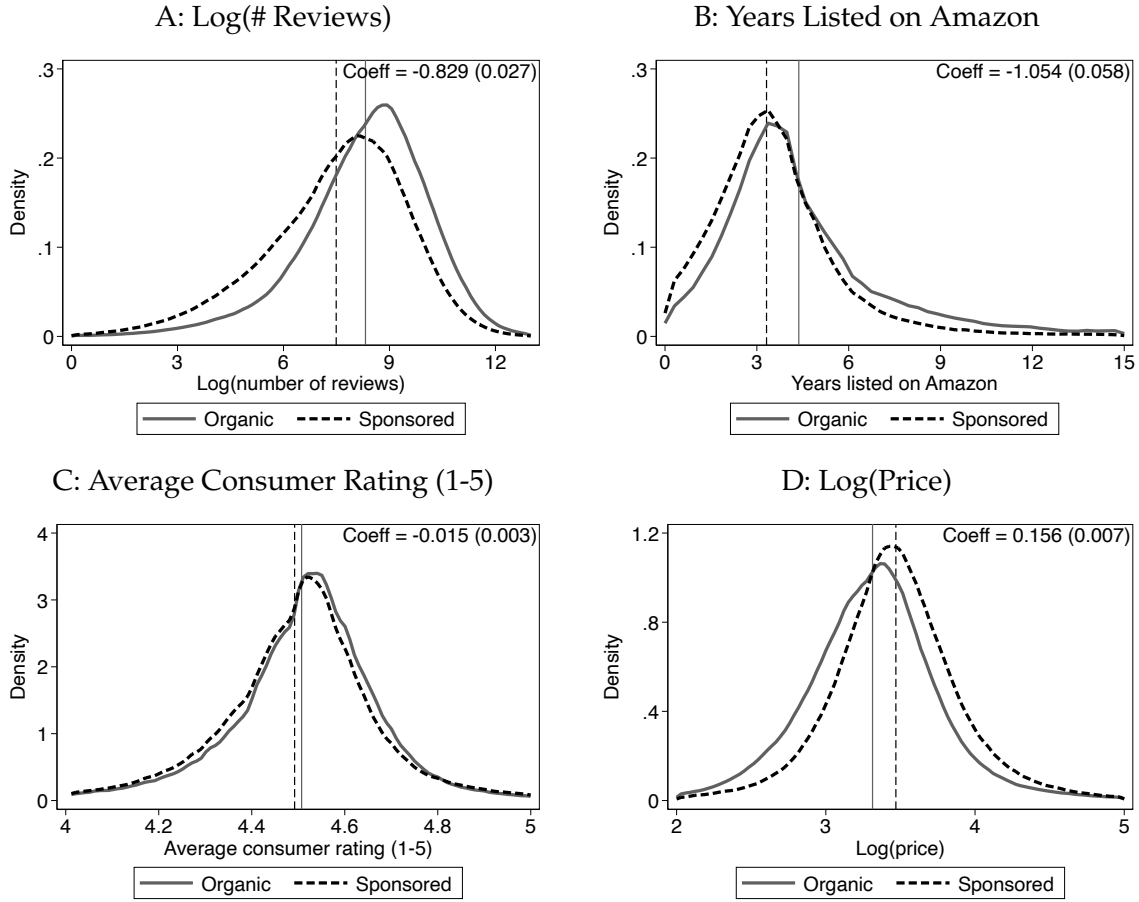 A: Log(# Reviews)
Coeff = -0.829 (0.027)
.3
.2
.1
0
Density
0 3 6 9 12
Log(number of reviews)
Organic Sponsored
B: Years Listed on Amazon
Coeff = -1.054 (0.058)
.3
.2
.1
0
Density
0 3 6 9 12 15
Years listed on Amazon
Organic Sponsored
C: Average Consumer Rating (1-5)
Coeff = -0.015 (0.003)
4
3
2
1
0
Density
4 4.2 4.4 4.6 4.8 5
Average consumer rating (1-5)
Organic Sponsored
D: Log(Price)
Coeff = 0.156 (0.007)
1.2
.8
.4
0
Density
2 3 4 5
Log(price)
Organic Sponsored